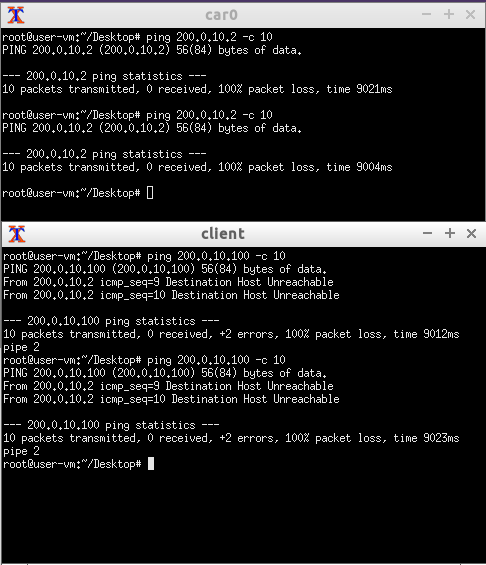 car0
root@user-vm:~/Desktop# ping 200.0.10.2 -c 10
PING 200.0.10.2 (200.0.10.2) 56(84) bytes of data.
--- 200.0.10.2 ping statistics ---
10 packets transmitted, 0 received, 100% packet loss, time 9021ms
root@user-vm:~/Desktop# ping 200.0.10.2 -c 10
PING 200.0.10.2 (200.0.10.2) 56(84) bytes of data.
--- 200.0.10.2 ping statistics ---
10 packets transmitted, 0 received, 100% packet loss, time 9004ms
root@user-vm:~/Desktop#
client
root@user-vm:~/Desktop# ping 200.0.10.100 -c 10
PING 200.0.10.100 (200.0.10.100) 56(84) bytes of data.
From 200.0.10.2 icmp_seq=9 Destination Host Unreachable
From 200.0.10.2 icmp_seq=10 Destination Host Unreachable
--- 200.0.10.100 ping statistics ---
10 packets transmitted, 0 received, +2 errors, 100% packet loss, time 9012ms
pipe 2
root@user-vm:~/Desktop# ping 200.0.10.100 -c 10
PING 200.0.10.100 (200.0.10.100) 56(84) bytes of data.
From 200.0.10.2 icmp_seq=9 Destination Host Unreachable
From 200.0.10.2 icmp_seq=10 Destination Host Unreachable
--- 200.0.10.100 ping statistics ---
10 packets transmitted, 0 received, +2 errors, 100% packet loss, time 9023ms
pipe 2
root@user-vm:~/Desktop#